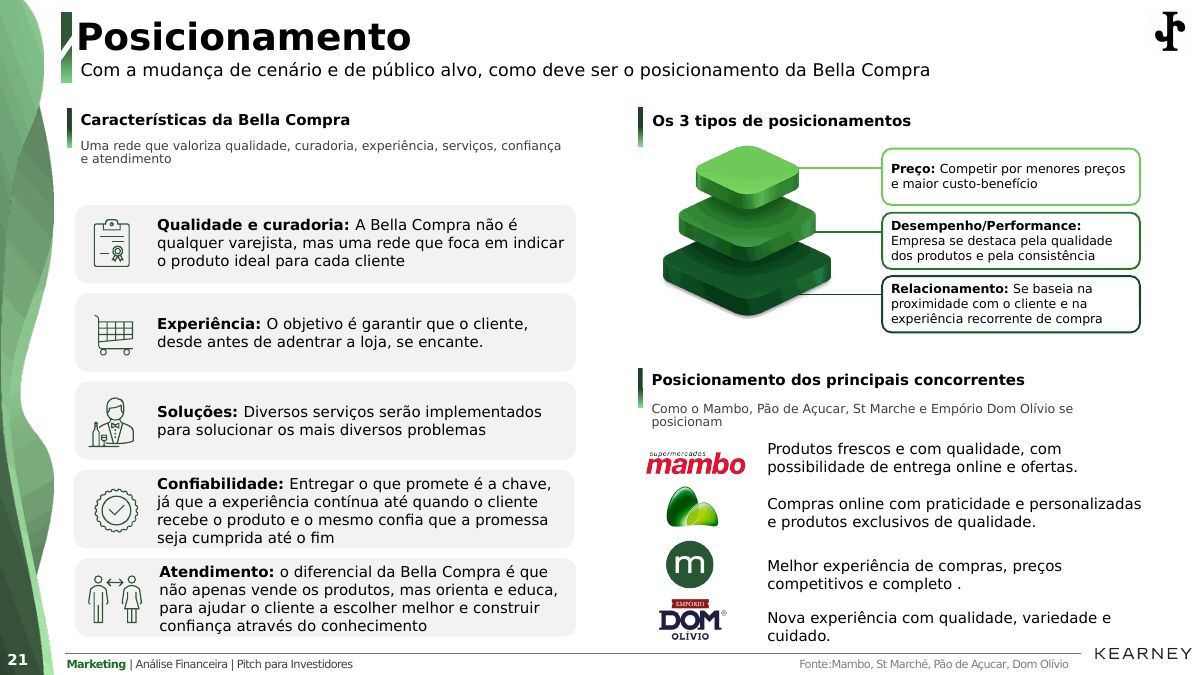 Posicionamento
Com a mudança de cenário e de público alvo, como deve ser o posicionamento da Bella Compra
Características da Bella Compra
Uma rede que valoriza qualidade, curadoria, experiência, serviços, confiança
e atendimento
Qualidade e curadoria: A Bella Compra não é
qualquer varejista, mas uma rede que foca em indicar
o produto ideal para cada cliente
Experiência: O objetivo é garantir que o cliente,
desde antes de adentrar a loja, se encante.
Soluções: Diversos serviços serão implementados
para solucionar os mais diversos problemas
Confiabilidade: Entregar o que promete é a chave,
já que a experiência contínua até quando o cliente
recebe o produto e o mesmo confia que a promessa
seja cumprida até o fim
Atendimento: o diferencial da Bella Compra é que
não apenas vende os produtos, mas orienta e educa,
para ajudar o cliente a escolher melhor e construir
confiança através do conhecimento
Os 3 tipos de posicionamentos
Preço: Competir por menores preços
e maior custo-benefício
Desempenho/Performance:
Empresa se destaca pela qualidade
dos produtos e pela consistência
Relacionamento: Se baseia na
proximidade com o cliente e na
experiência recorrente de compra
Posicionamento dos principais concorrentes
Como o Mambo, Pão de Açucar, St Marche e Empório Dom Olívio se
posicionam
supermercados
mambo
Produtos frescos e com qualidade, com
possibilidade de entrega online e ofertas.
Compras online com praticidade e personalizadas
e produtos exclusivos de qualidade.
m
Melhor experiência de compras, preços
competitivos e completo .
EMPÓRIO
DOM®
OLÍVIO
Nova experiência com qualidade, variedade e
cuidado.
21
Marketing | Análise Financeira | Pitch para Investidores
Fonte:Mambo, St Marché, Pão de Açucar, Dom Olívio
KEARNEY